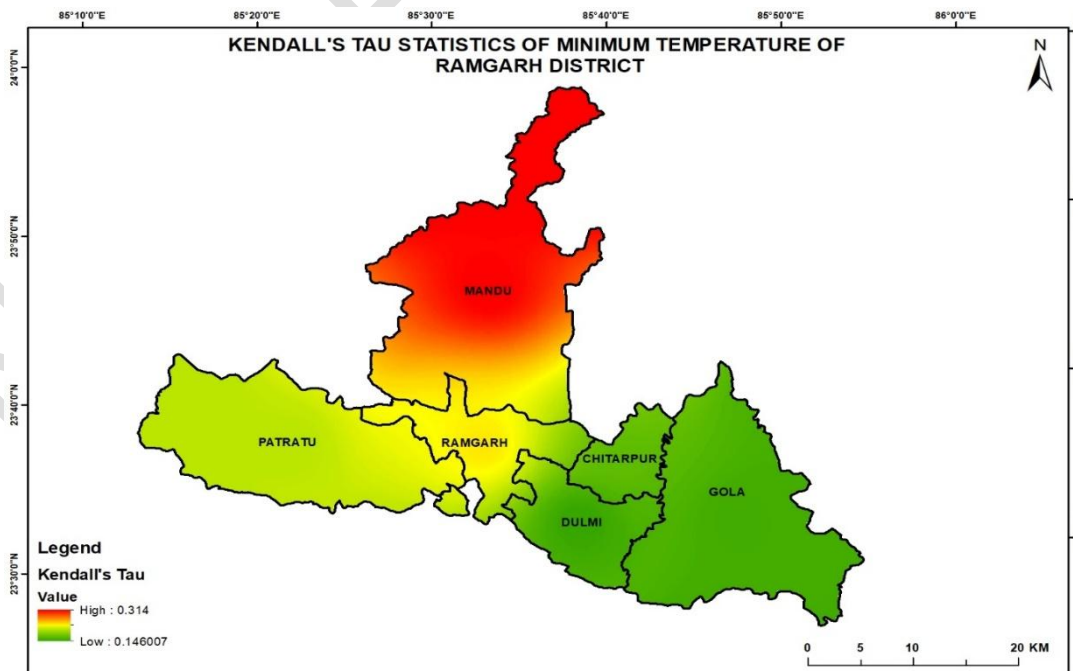 85°10'0"E 85°20'0"E 85°30'0"E 85°40'0"E 85°50'0"E 86°0'0"E
KENDALL'S TAU STATISTICS OF MINIMUM TEMPERATURE OF
RAMGARH DISTRICT
N
24°0'0"N
23°50'0"N
MANDU
23°40'0"N
PATRATU
RAMGARH
CHITARPUR
GOLA
DULMI
23°30'0"N
Legend
Kendall's Tau
Value
High : 0.314
Low : 0.146007
0 5 10 20 KM